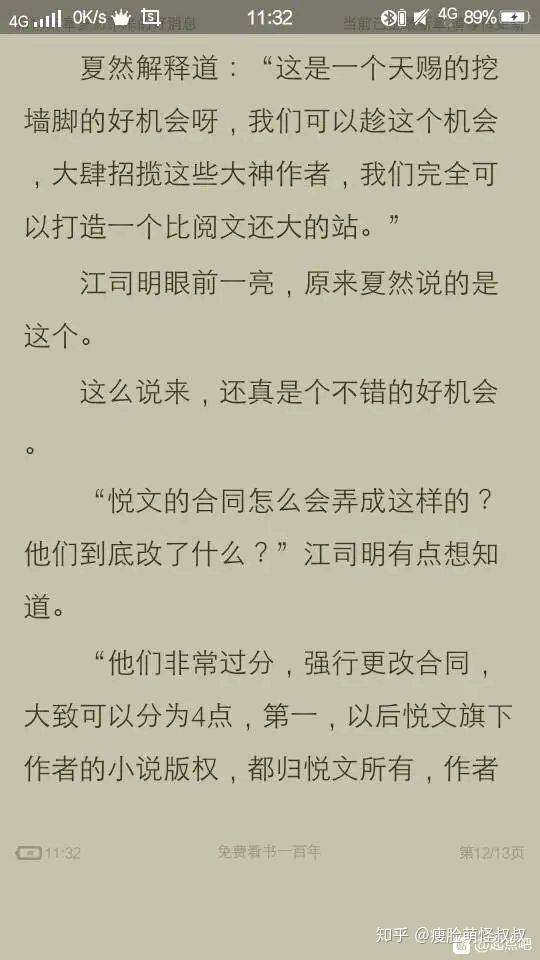 4G 0K/s 11:32 4G 89%
夏然解释道：“这是一个天赐的挖
墙脚的好机会呀，我们可以趁这个机会
，大肆招揽这些大神作者，我们完全可
以打造一个比阅文还大的站。”
江司明眼前一亮，原来夏然说的是
这个。
这么说来，还真是个不错的好机会
。
“悦文的合同怎么会弄成这样的？
他们到底改了什么？”江司明有点想知
道。
“他们非常过分，强行更改合同，
大致可以分为4点，第一，以后悦文旗下
作者的小说版权，都归悦文所有，作者
11:32 免费看书一百年 第12/13页
知乎 @瘦脸萌怪叔叔
贴 @起点吧